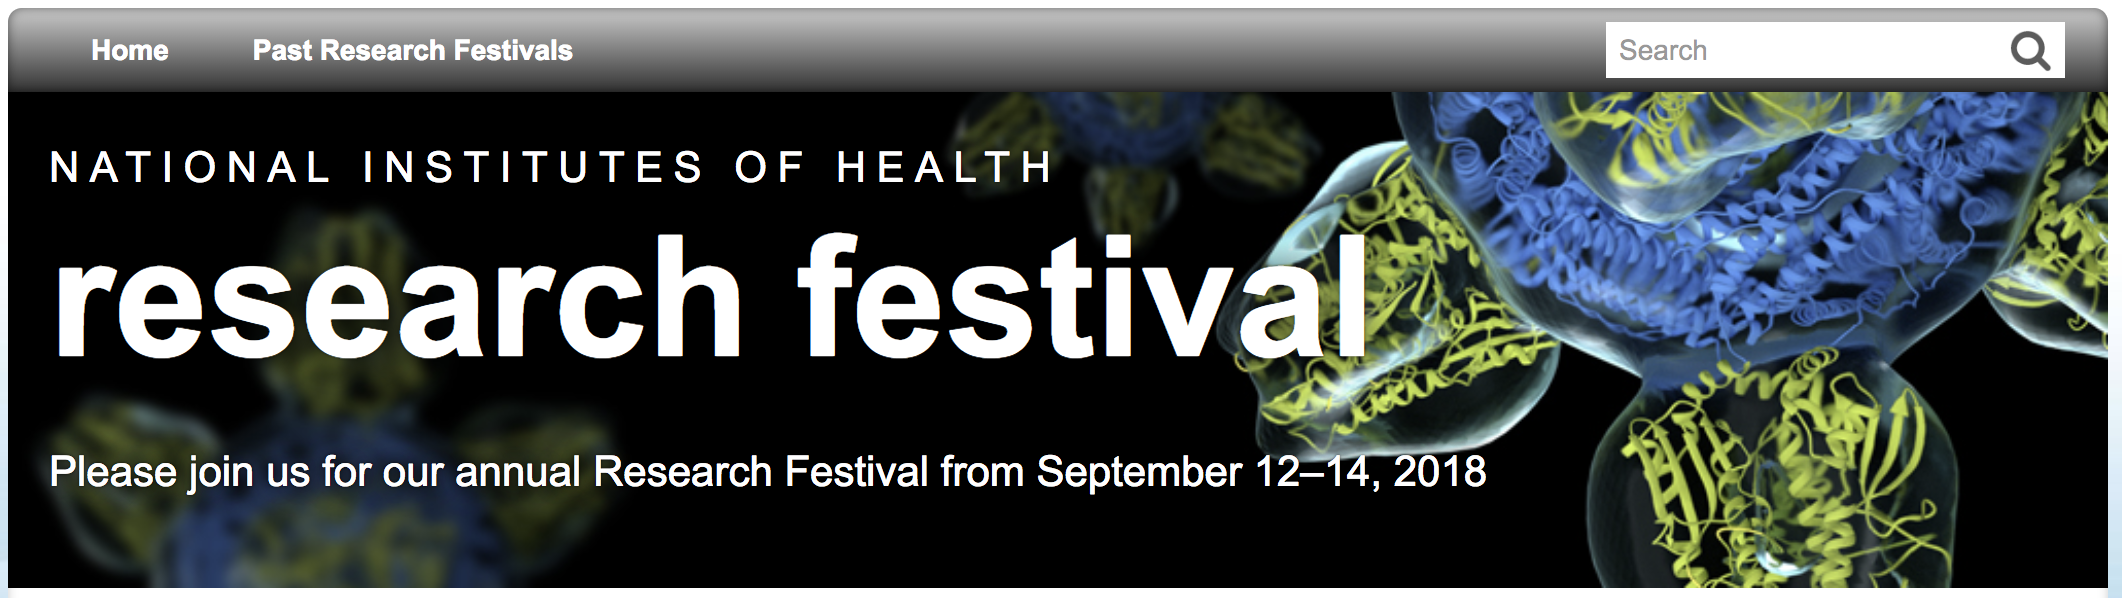 Home Past Research Festivals Search
NATIONAL INSTITUTES OF HEALTH
research festival
Please join us for our annual Research Festival from September 12–14, 2018